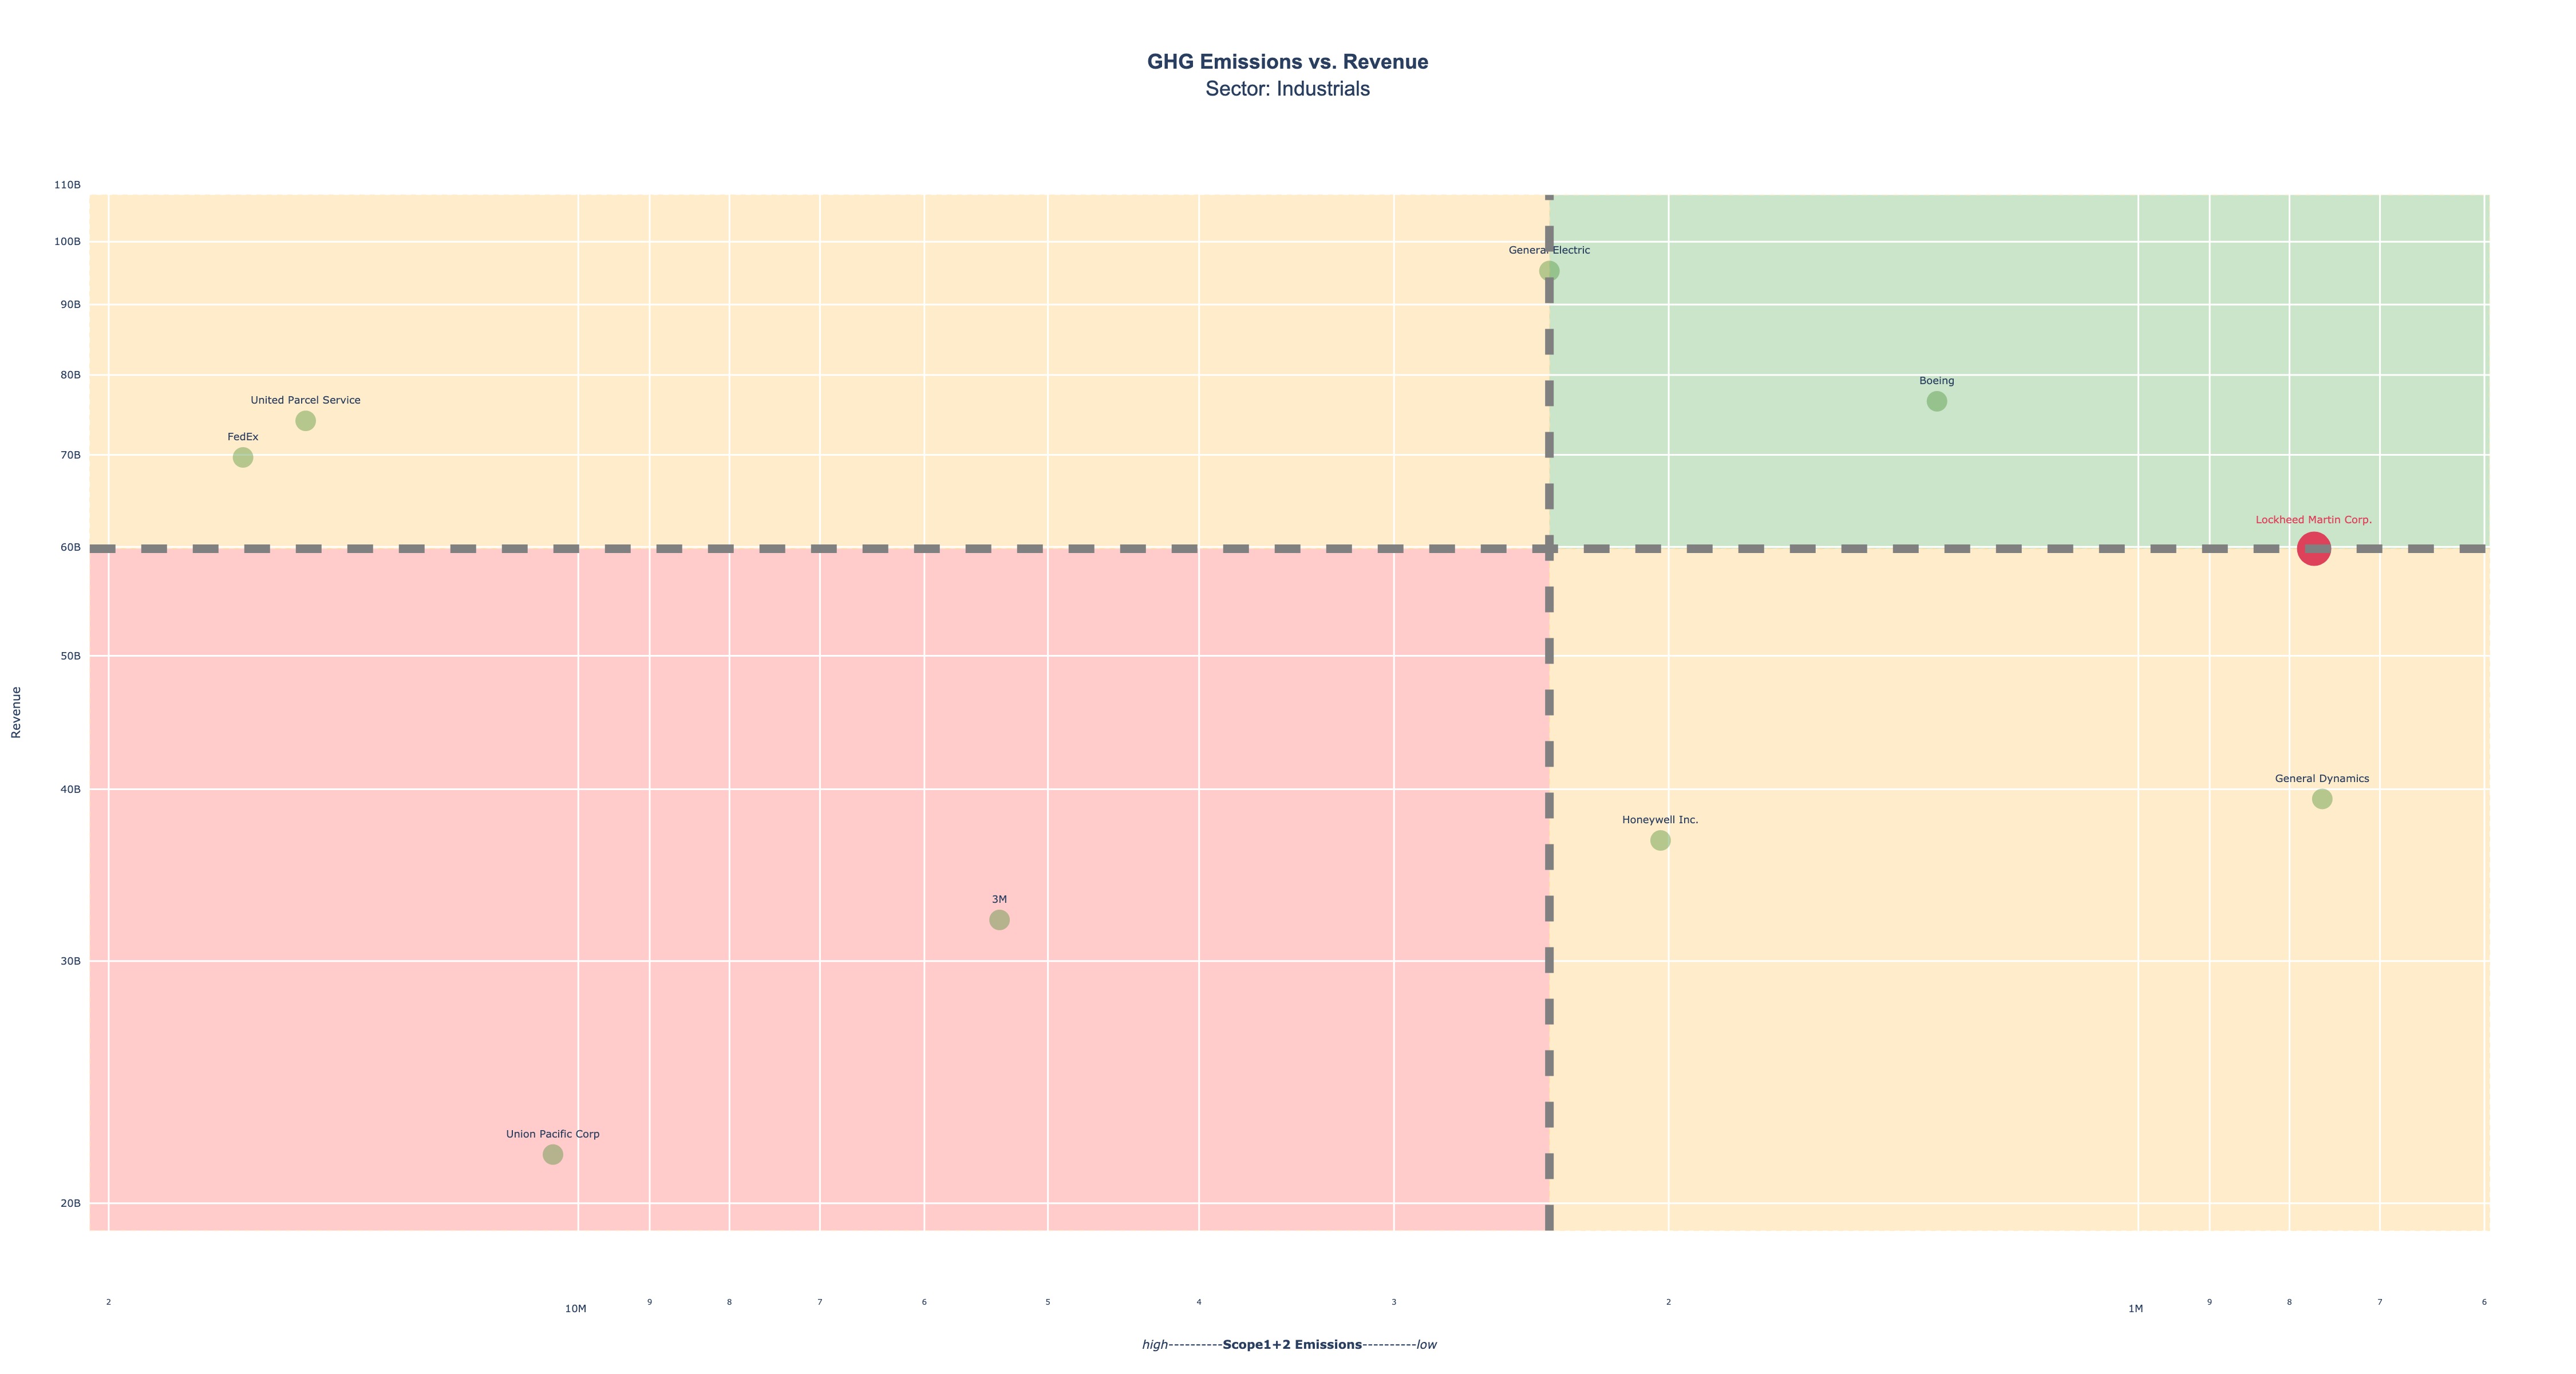 GHG Emissions vs. Revenue
Sector: Industrials
110B
100B
General Electric
90B
80B
Boeing
United Parcel Service
FedEx
70B
Lockheed Martin Corp.
60B
50B
Revenue
General Dynamics
40B
Honeywell Inc.
3M
30B
Union Pacific Corp
20B
2 10M 9 8 7 6 5 4 3 2 1M 9 8 7 6
high----------Scope1+2 Emissions----------low